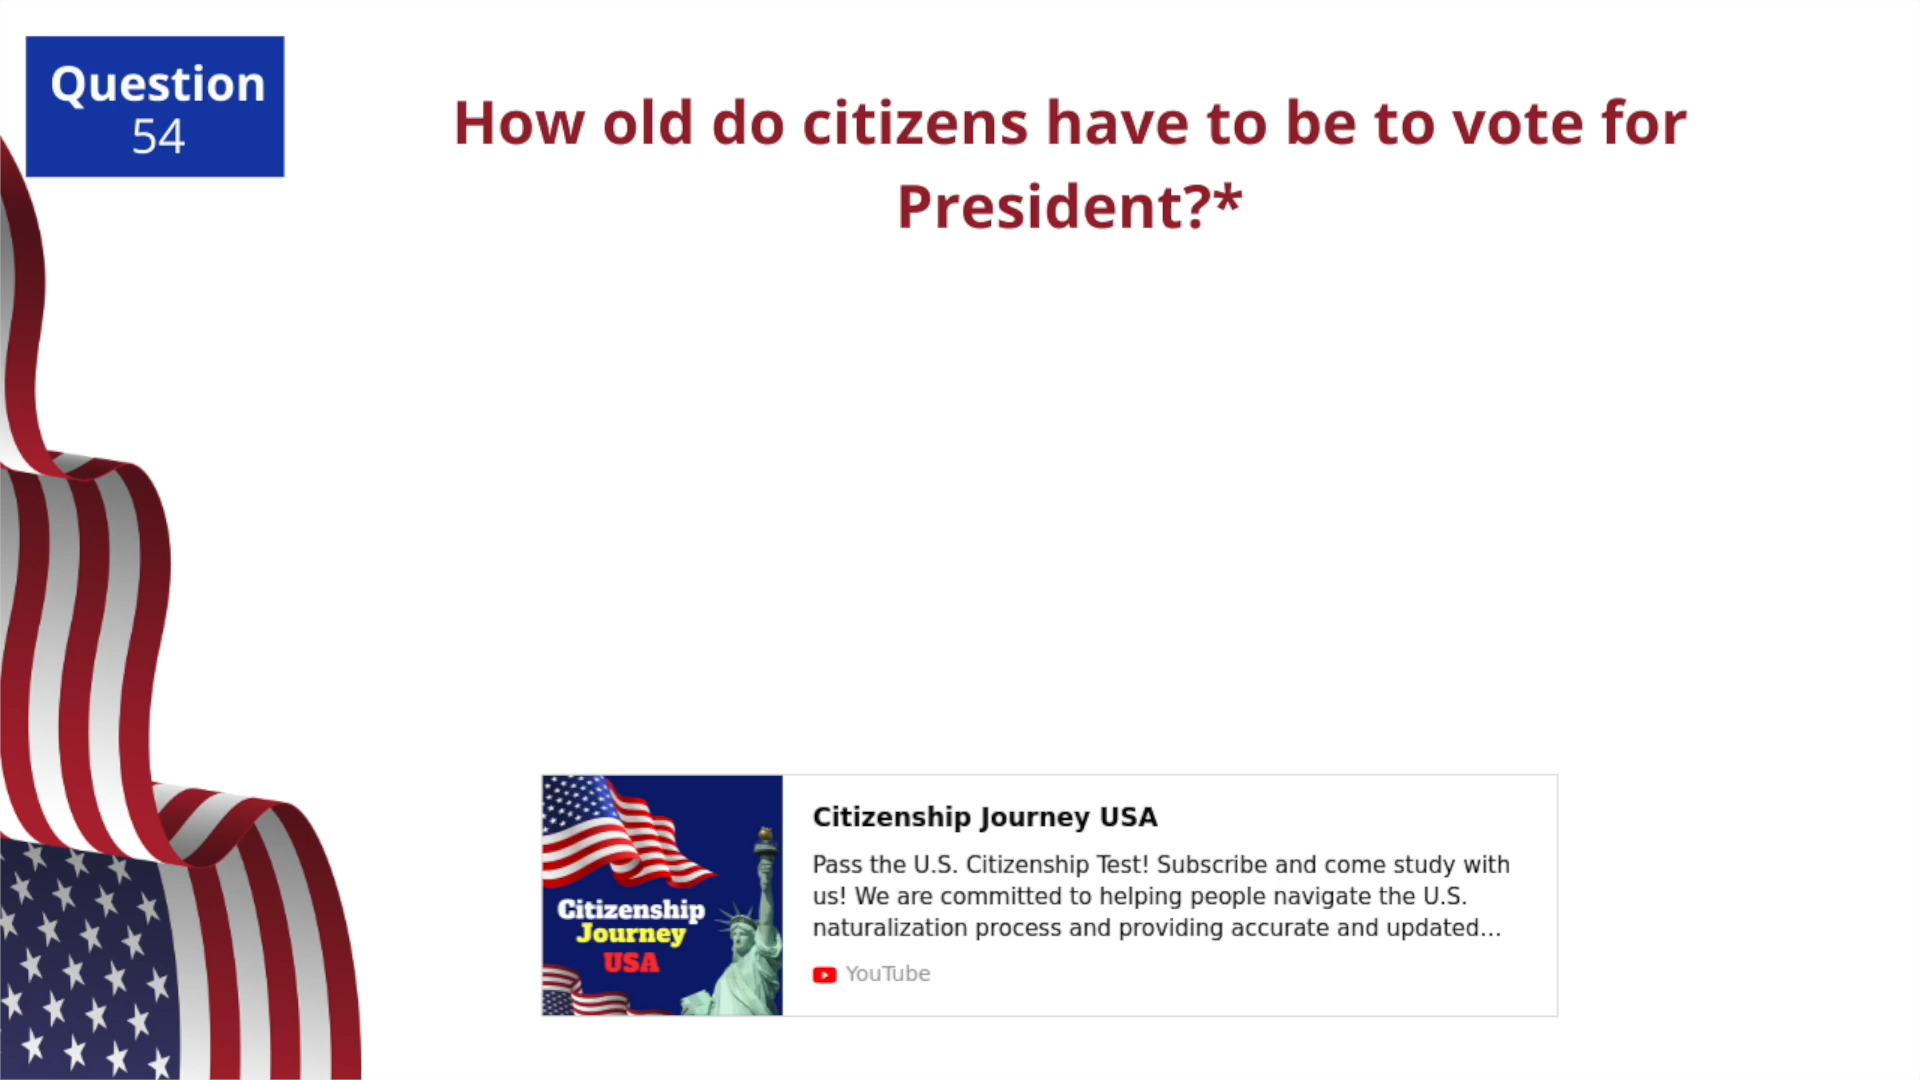 Question
54
How old do citizens have to be to vote for
President?*
Citizenship
Journey
USA
Citizenship Journey USA
Pass the U.S. Citizenship Test! Subscribe and come study with
us! We are committed to helping people navigate the U.S.
naturalization process and providing accurate and updated...
YouTube